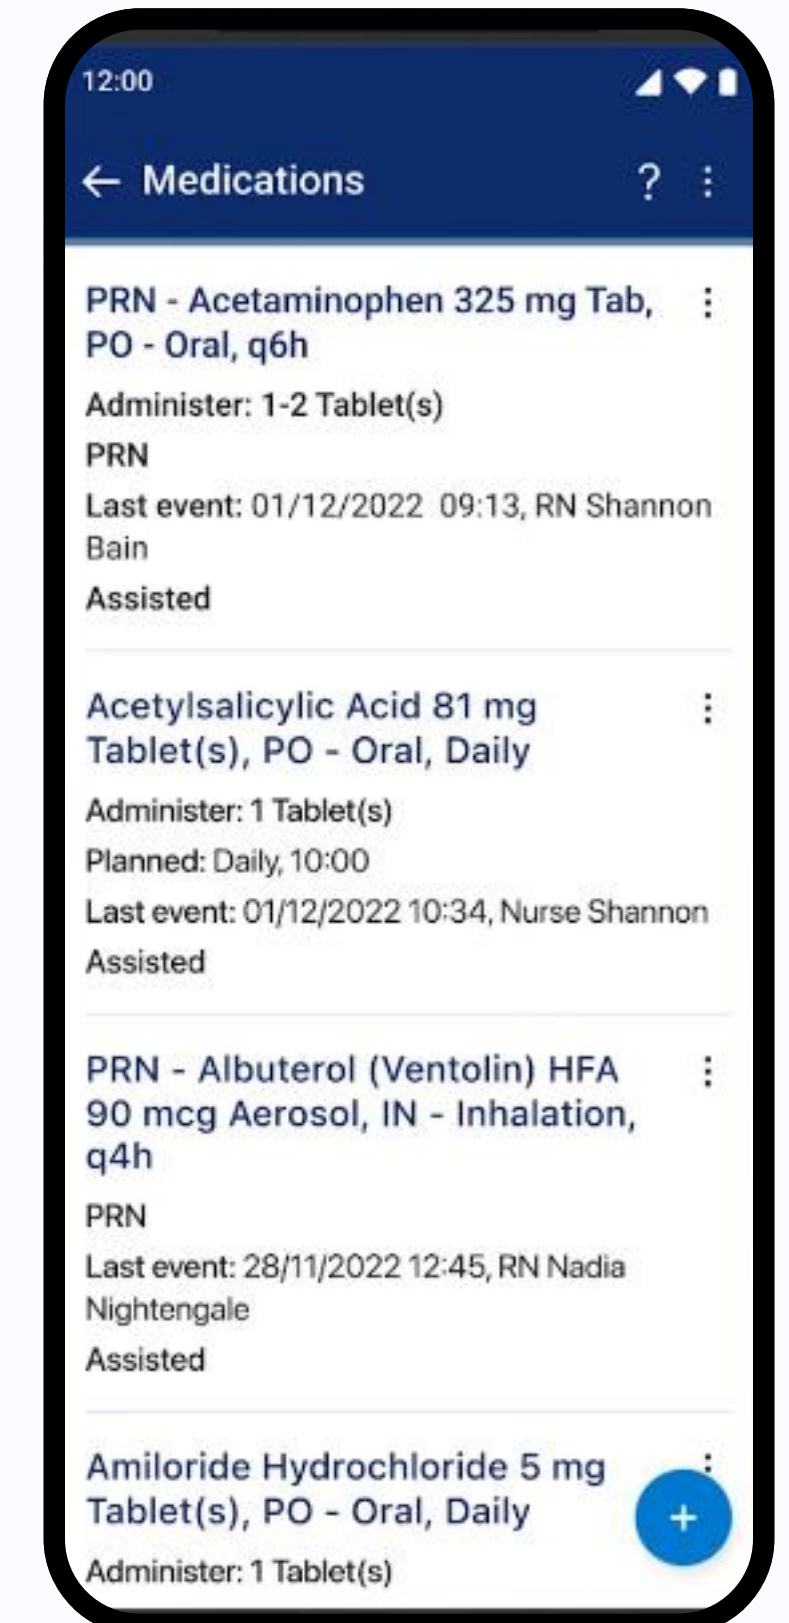 12:00
Medications ?
PRN - Acetaminophen 325 mg Tab,
PO - Oral, q6h
Administer: 1-2 Tablet(s)
PRN
Last event: 01/12/2022 09:13, RN Shannon
Bain
Assisted
Acetylsalicylic Acid 81 mg
Tablet(s), PO - Oral, Daily
Administer: 1 Tablet(s)
Planned: Daily, 10:00
Last event: 01/12/2022 10:34, Nurse Shannon
Assisted
PRN - Albuterol (Ventolin) HFA
90 mcg Aerosol, IN - Inhalation,
q4h
PRN
Last event: 28/11/2022 12:45, RN Nadia
Nightengale
Assisted
Amiloride Hydrochloride 5 mg
Tablet(s), PO - Oral, Daily
Administer: 1 Tablet(s)